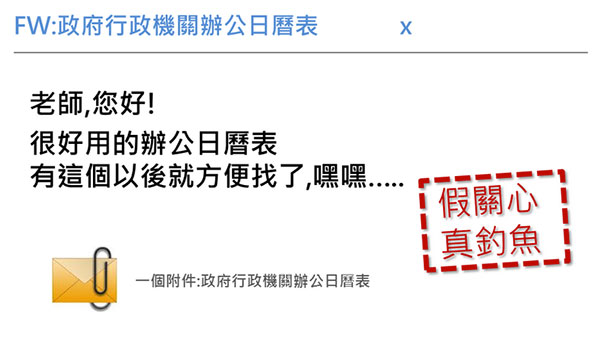 FW:政府行政機關辦公日曆表 x
老師,您好!
很好用的辦公日曆表
有這個以後就方便找了,嘿嘿.....
假關心
真釣魚
一個附件:政府行政機關辦公日曆表